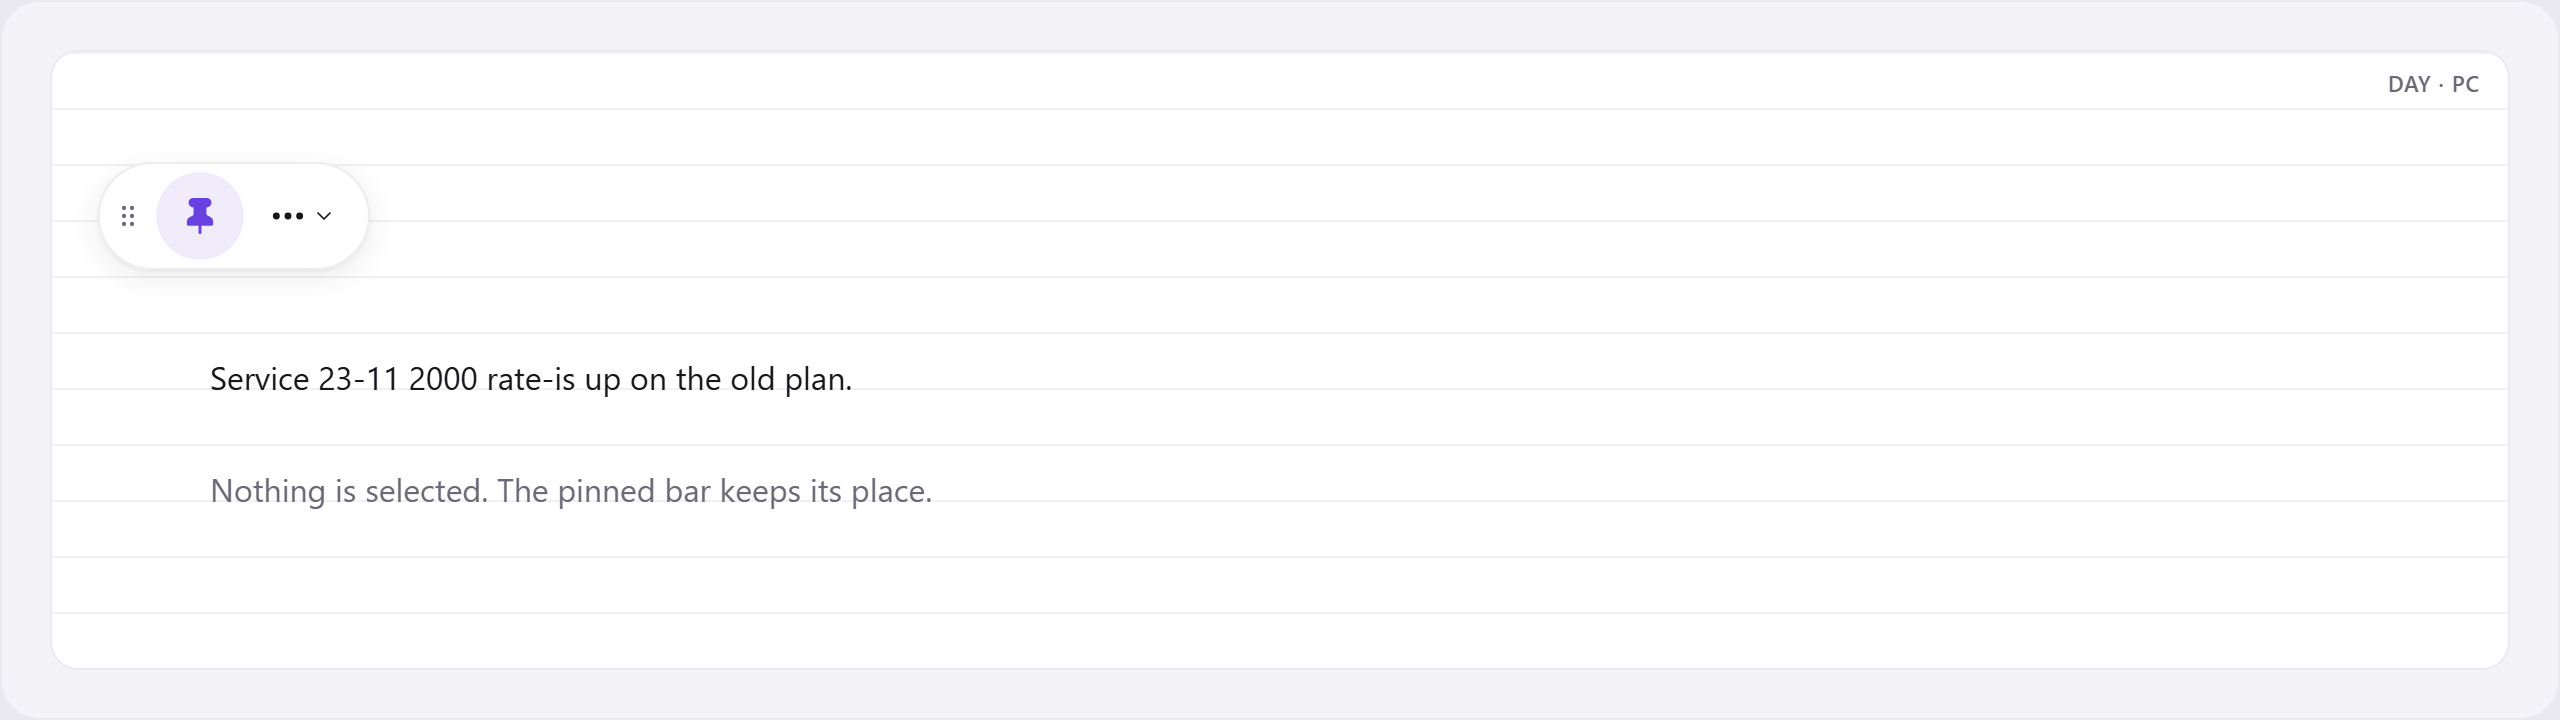 DAY · PC
Service 23-11 2000 rate-is up on the old plan.
Nothing is selected. The pinned bar keeps its place.